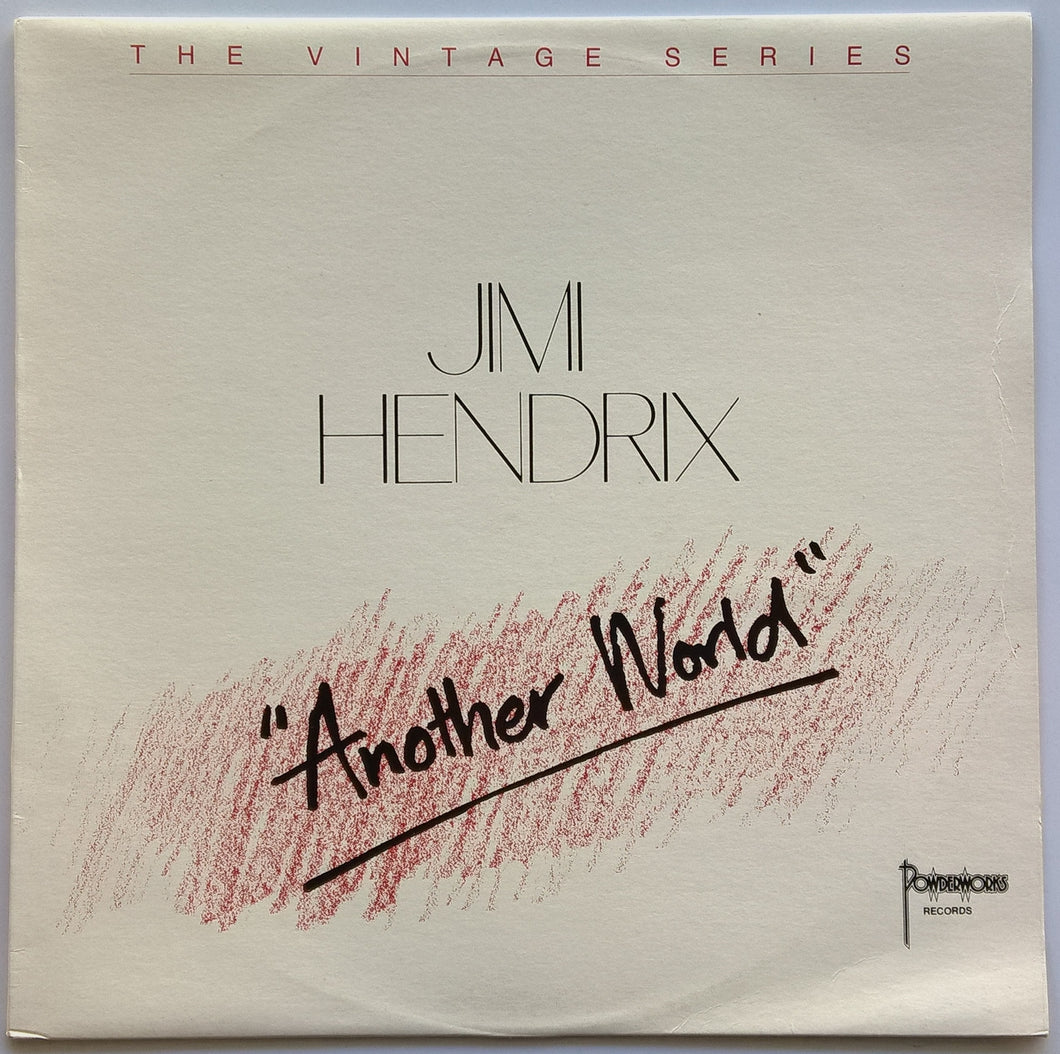 THE VINTAGE SERIES
JIMI
HENDRIX
"Another World"
POWDERWORKS
RECORDS